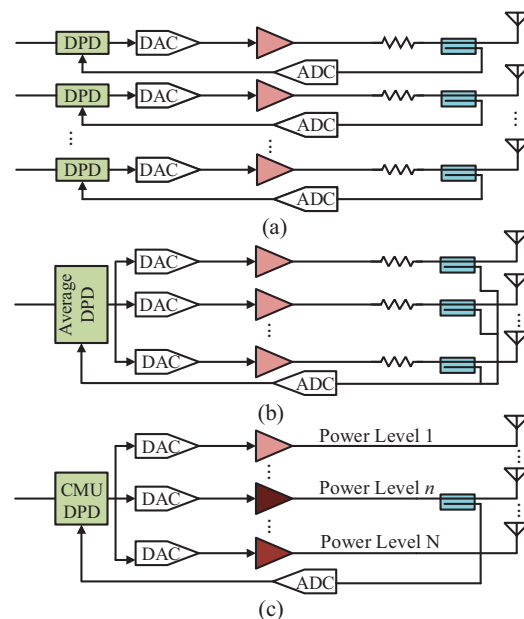 DPD DAC
ADC
DPD DAC
ADC
DPD DAC
ADC
(a)
DAC
Average DPD
DAC
DAC
ADC
(b)
DAC Power Level 1
CMU DPD
DAC Power Level n
DAC Power Level N
ADC
(c)